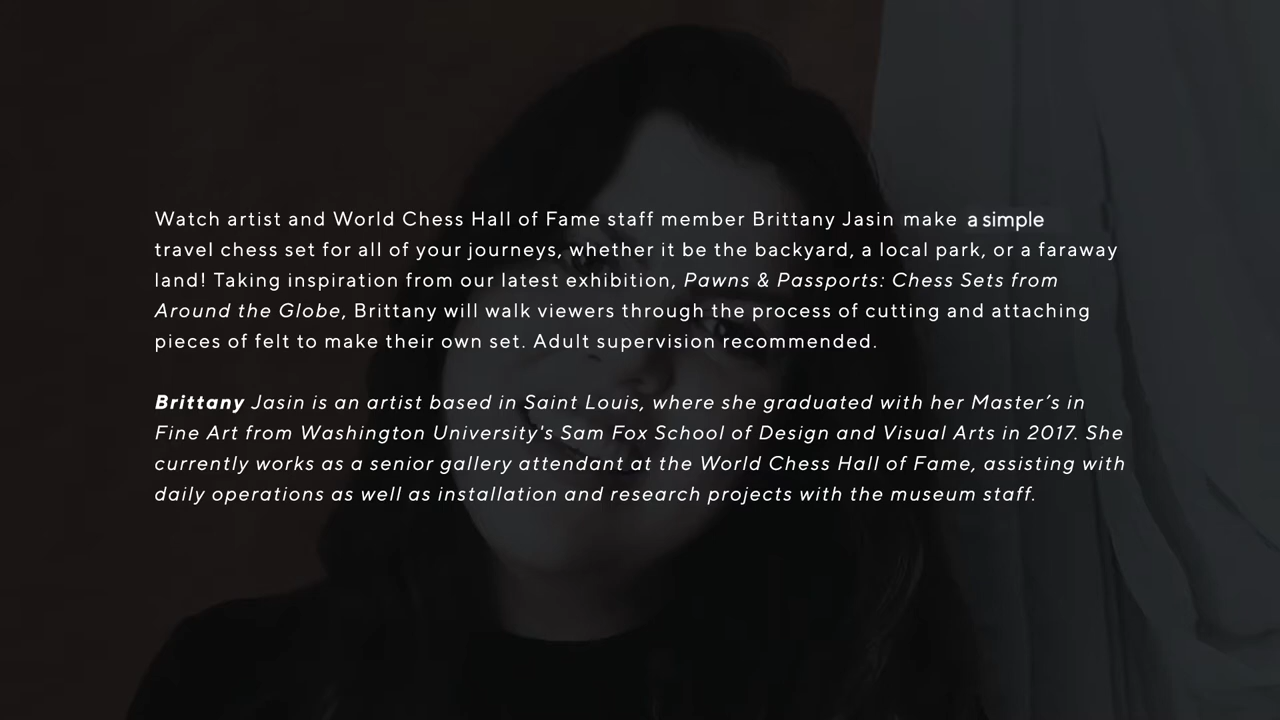 Watch artist and World Chess Hall of Fame staff member Brittany Jasin make a simple
travel chess set for all of your journeys, whether it be the backyard, a local park, or a faraway
land! Taking inspiration from our latest exhibition, Pawns & Passports: Chess Sets from
Around the Globe, Brittany will walk viewers through the process of cutting and attaching
pieces of felt to make their own set. Adult supervision recommended.
Brittany Jasin is an artist based in Saint Louis, where she graduated with her Master’s in
Fine Art from Washington University's Sam Fox School of Design and Visual Arts in 2017. She
currently works as a senior gallery attendant at the World Chess Hall of Fame, assisting with
daily operations as well as installation and research projects with the museum staff.